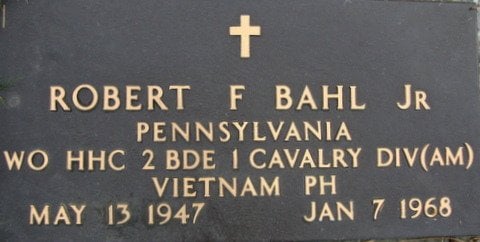 ROBERT F BAHL JR
PENNSYLVANIA
WO HHC 2 BDE 1 CAVALRY DIV(AM)
VIETNAM PH
MAY 13 1947 JAN 7 1968